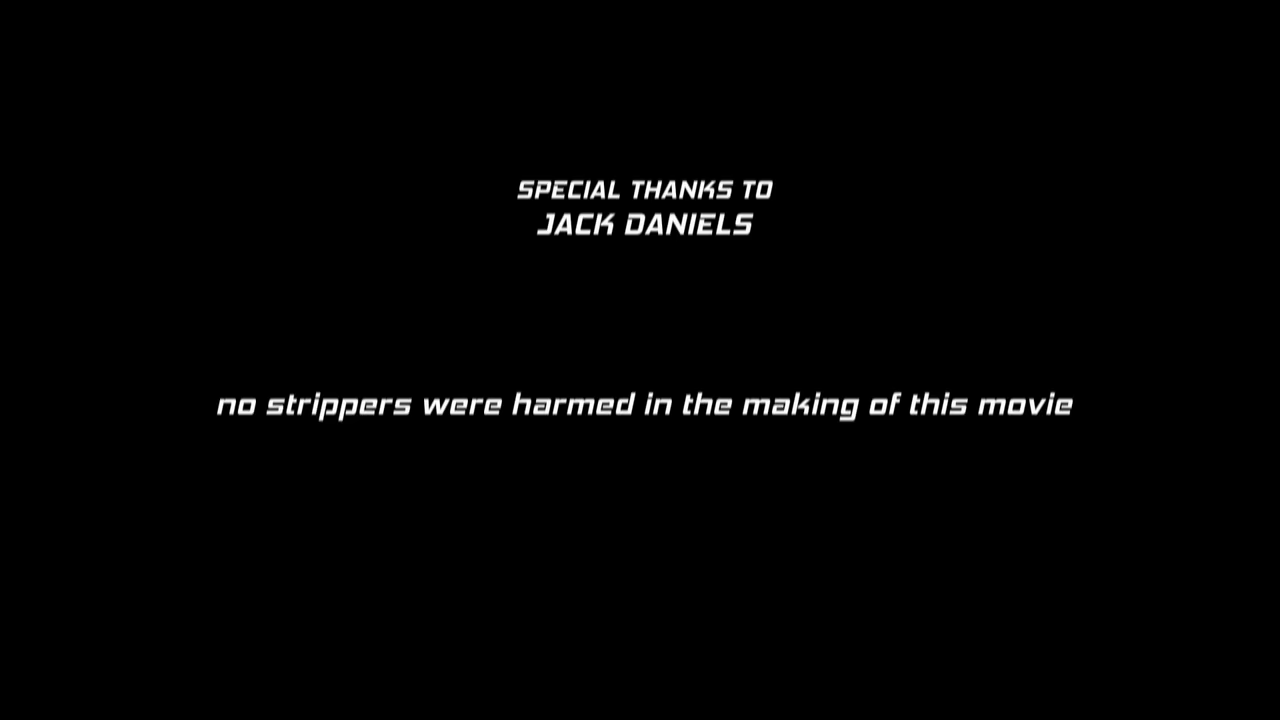 SPECIAL THANKS TO
JACK DANIELS
no strippers were harmed in the making of this movie